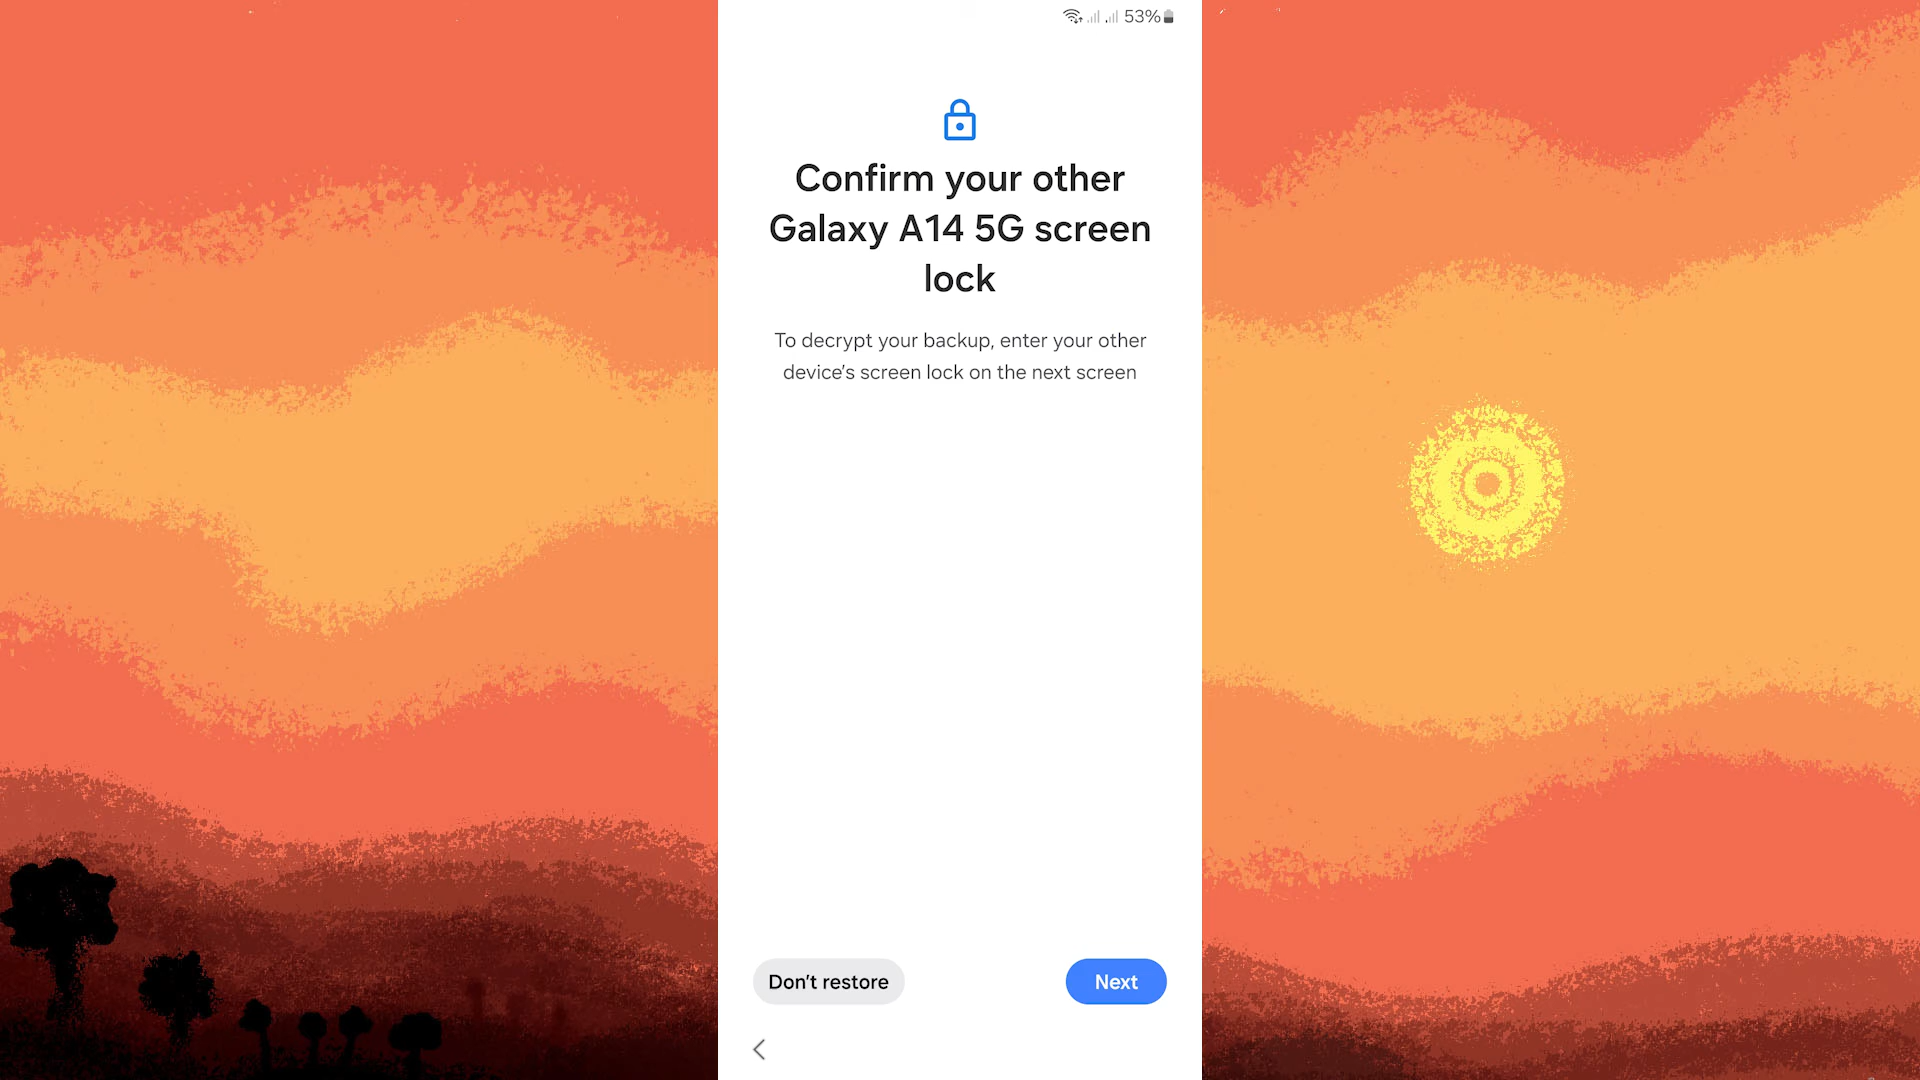 53%
Confirm your other
Galaxy A14 5G screen
lock
To decrypt your backup, enter your other
device's screen lock on the next screen
Don't restore
Next